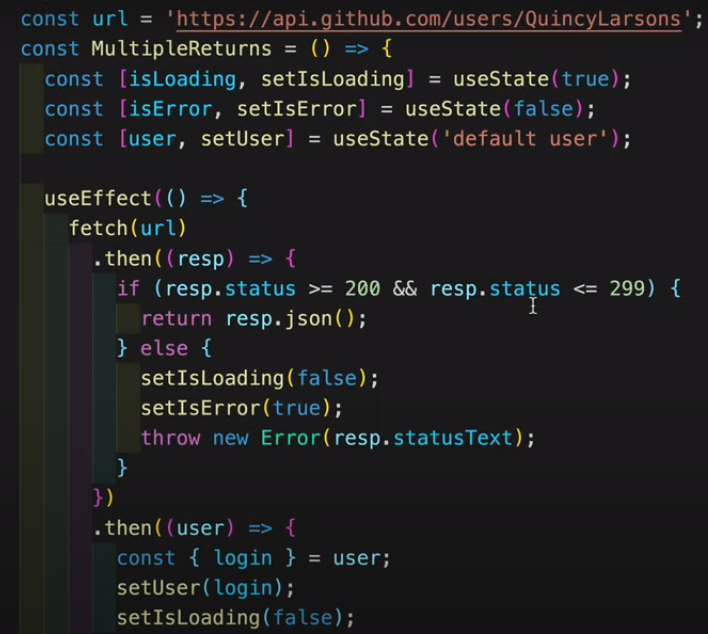 const url = 'https://api.github.com/users/QuincyLarsons';
const MultipleReturns = () => {
const [isLoading, setIsLoading] = useState(true);
const [isError, setIsError] = useState(false);
const [user, setUser] = useState('default user');
useEffect(() => {
fetch(url)
.then((resp) => {
if (resp.status >= 200 && resp.status <= 299) {
return resp.json();
} else {
setIsLoading(false);
setIsError(true);
throw new Error(resp.statusText);
}
})
.then((user) => {
const { login } = user;
setUser(login);
setIsLoading(false);